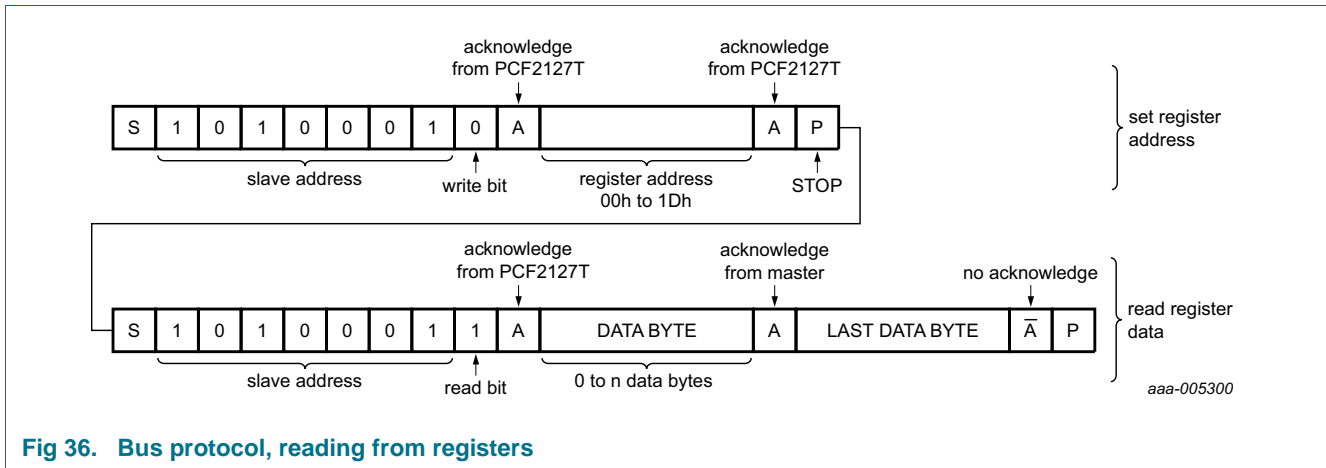 acknowledge
from PCF2127T
acknowledge
from PCF2127T
S 1 0 1 0 0 0 1 0 A A P
set register
address
slave address
write bit
register address
00h to 1Dh
STOP
acknowledge
from PCF2127T
acknowledge
from master
no acknowledge
S 1 0 1 0 0 0 1 1 A DATA BYTE A LAST DATA BYTE A̅ P
read register
data
slave address
read bit
0 to n data bytes
aaa-005300
Fig 36. Bus protocol, reading from registers